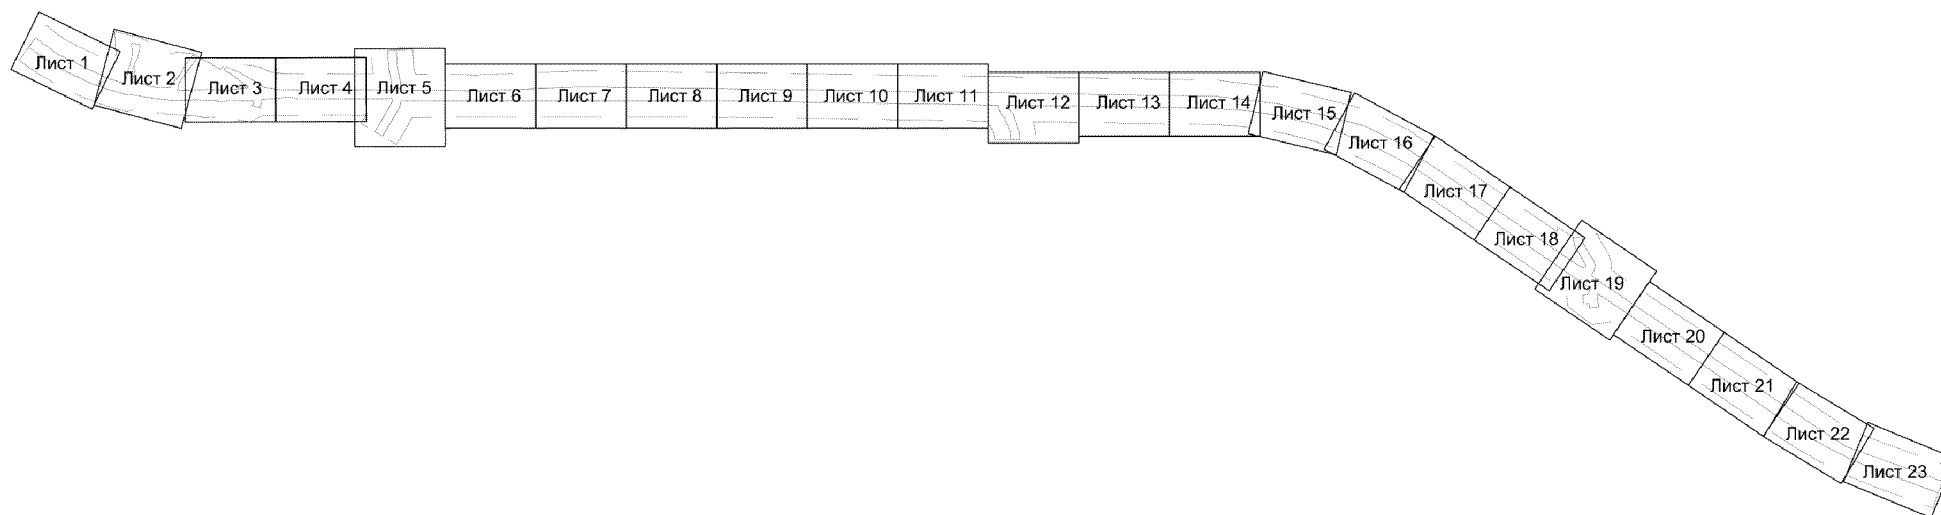 Лист 1
Лист 2
Лист 3
Лист 4
Лист 5
Лист 6
Лист 7
Лист 8
Лист 9
Лист 10
Лист 11
Лист 12
Лист 13
Лист 14
Лист 15
Лист 16
Лист 17
Лист 18
Лист 19
Лист 20
Лист 21
Лист 22
Лист 23